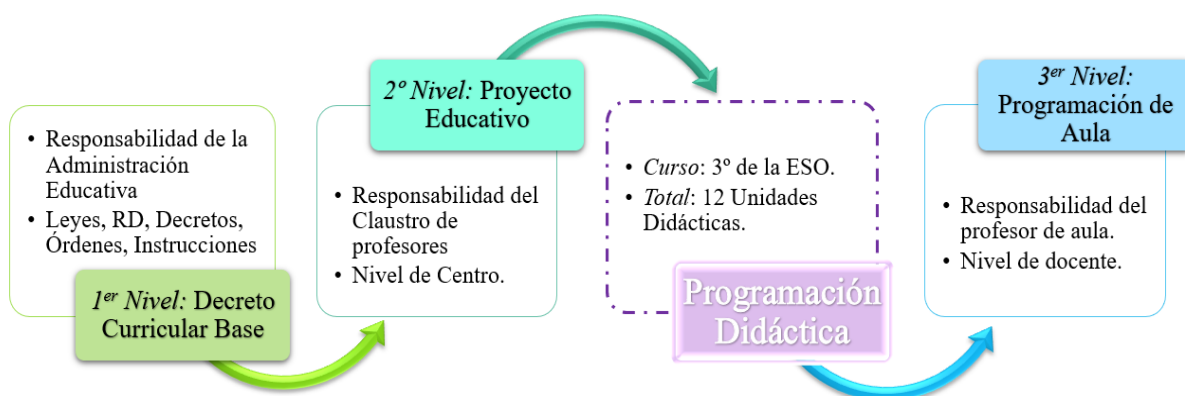 • Responsabilidad de la
Administración
Educativa
• Leyes, RD, Decretos,
Órdenes, Instrucciones
1er Nivel: Decreto
Curricular Base
2º Nivel: Proyecto
Educativo
• Responsabilidad del
Claustro de
profesores
• Nivel de Centro.
• Curso: 3º de la ESO.
• Total: 12 Unidades
Didácticas.
Programación
Didáctica
3er Nivel:
Programación de
Aula
• Responsabilidad del
profesor de aula.
• Nivel de docente.